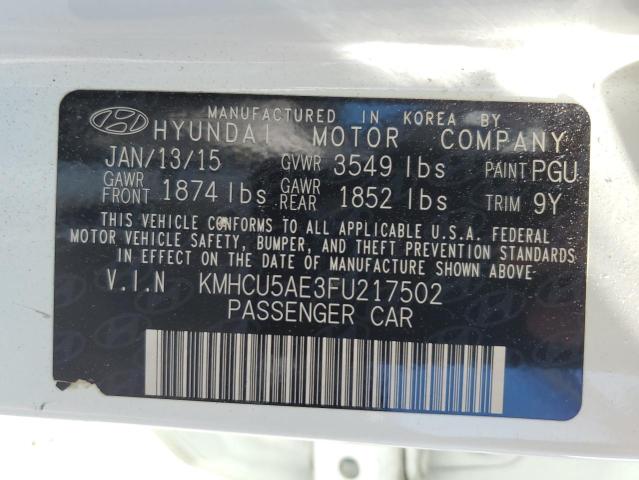 MANUFACTURED IN KOREA BY
HYUNDAI MOTOR COMPANY
JAN/13/15 GVWR 3549 lbs PAINT PGU
GAWR FRONT 1874 lbs GAWR REAR 1852 lbs TRIM 9Y
THIS VEHICLE CONFORMS TO ALL APPLICABLE U.S.A. FEDERAL
MOTOR VEHICLE SAFETY, BUMPER, AND THEFT PREVENTION STANDARDS
IN EFFECT ON THE DATE OF MANUFACTURE SHOWN ABOVE.
V.I.N KMHCU5AE3FU217502
PASSENGER CAR